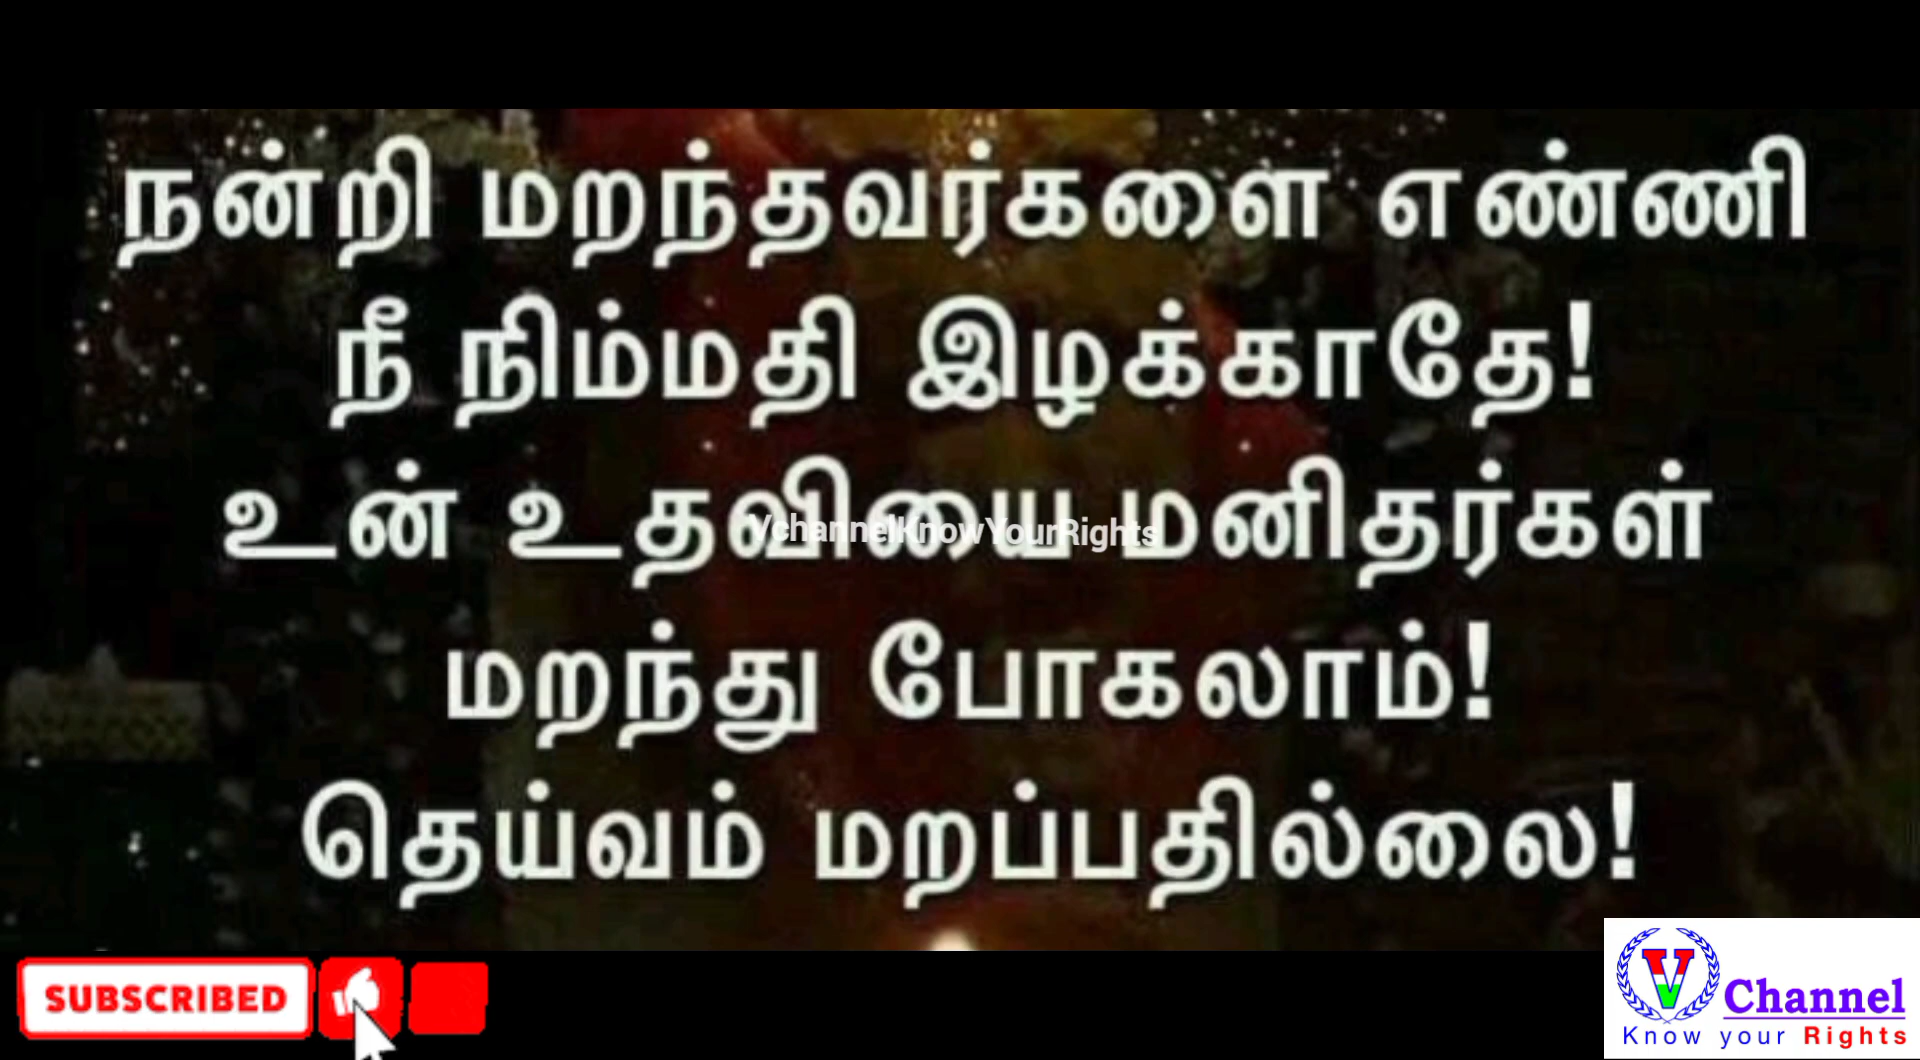 நன்றி மறந்தவர்களை எண்ணி
நீ நிம்மதி இழக்காதே!
உன் உதவியை மனிதர்கள்
VchannelKnowYourRights
மறந்து போகலாம்!
தெய்வம் மறப்பதில்லை!
SUBSCRIBED
V Channel
Know your Rights